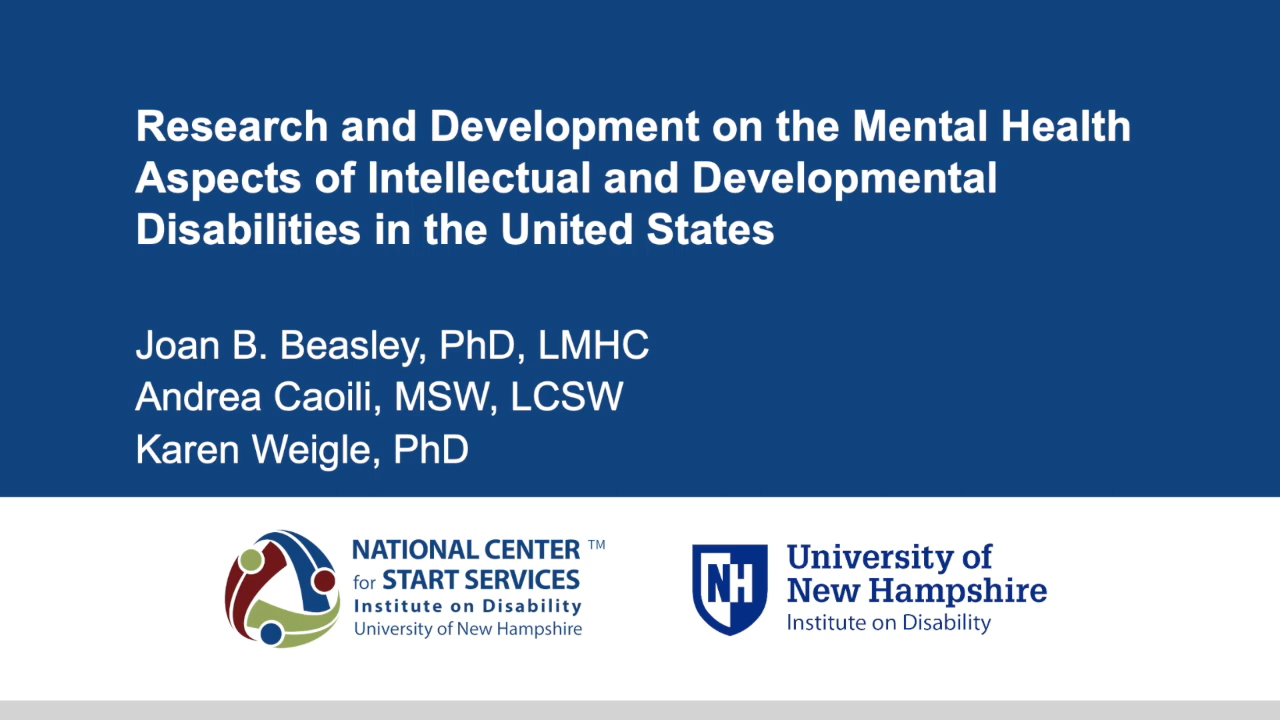 Research and Development on the Mental Health
Aspects of Intellectual and Developmental
Disabilities in the United States
Joan B. Beasley, PhD, LMHC
Andrea Caoili, MSW, LCSW
Karen Weigle, PhD
NATIONAL CENTER ™
for START SERVICES
Institute on Disability
University of New Hampshire
NH
University of
New Hampshire
Institute on Disability